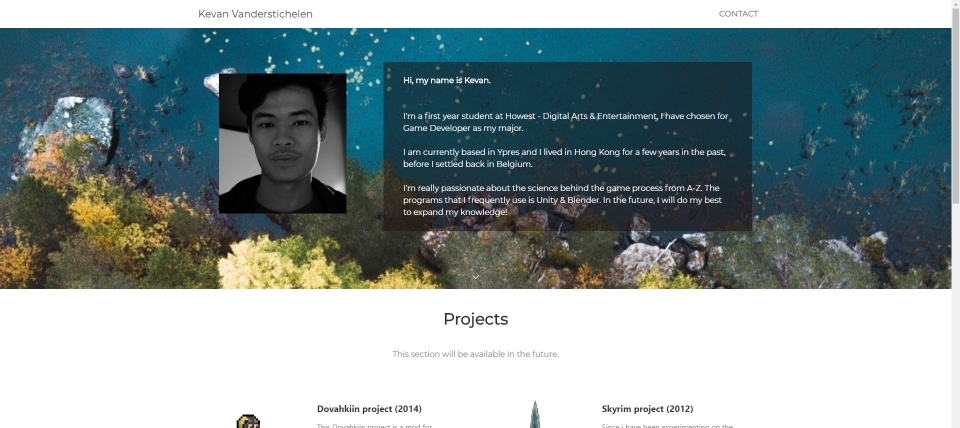 Kevan Vanderstichelen
CONTACT
Hi, my name is Kevan.
I'm a first year student at Howest - Digital Arts & Entertainment, I have chosen for
Game Developer as my major.
I am currently based in Ypres and I lived in Hong Kong for a few years in the past,
before I settled back in Belgium.
I'm really passionate about the science behind the game process from A-Z. The
programs that I frequently use is Unity & Blender. In the future, I will do my best
to expand my knowledge!
Projects
This section will be available in the future.
Dovahkiin project (2014)
This Dovahkiin project is a mod for
Skyrim project (2012)
Since i have been experimenting on the